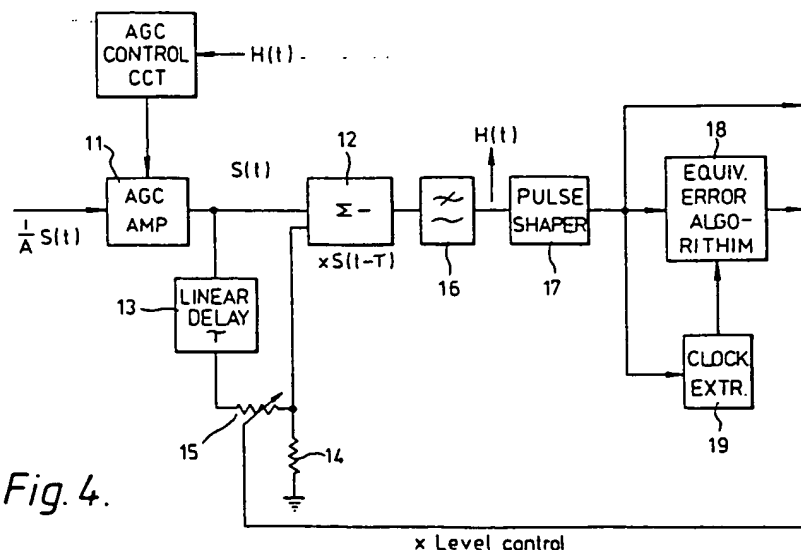 AGC
CONTROL
CCT
H(t)
11
AGC
AMP
1/A S(t)
S(t)
12
Σ -
xS(t-T)
13
LINEAR
DELAY
T
15
14
16
H(t)
PULSE
SHAPER
17
18
EQUIV.
ERROR
ALGO-
RITHIM
CLOCK
EXTR.
19
x Level control
Fig. 4.